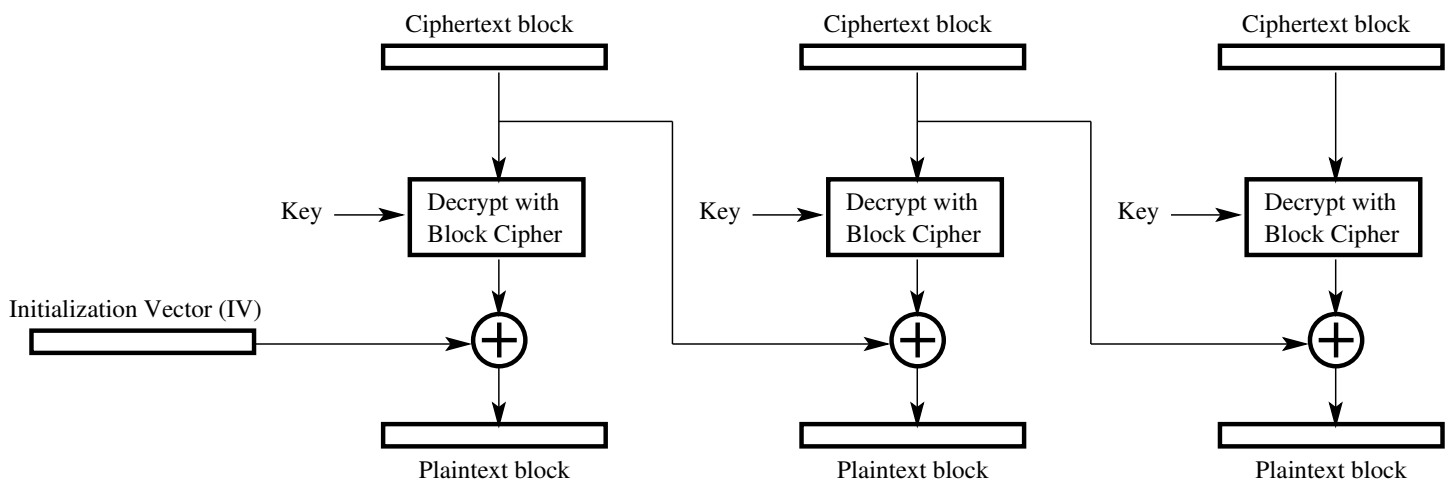 Ciphertext block
Ciphertext block
Ciphertext block
Key
Decrypt with
Block Cipher
Key
Decrypt with
Block Cipher
Key
Decrypt with
Block Cipher
Initialization Vector (IV)
Plaintext block
Plaintext block
Plaintext block